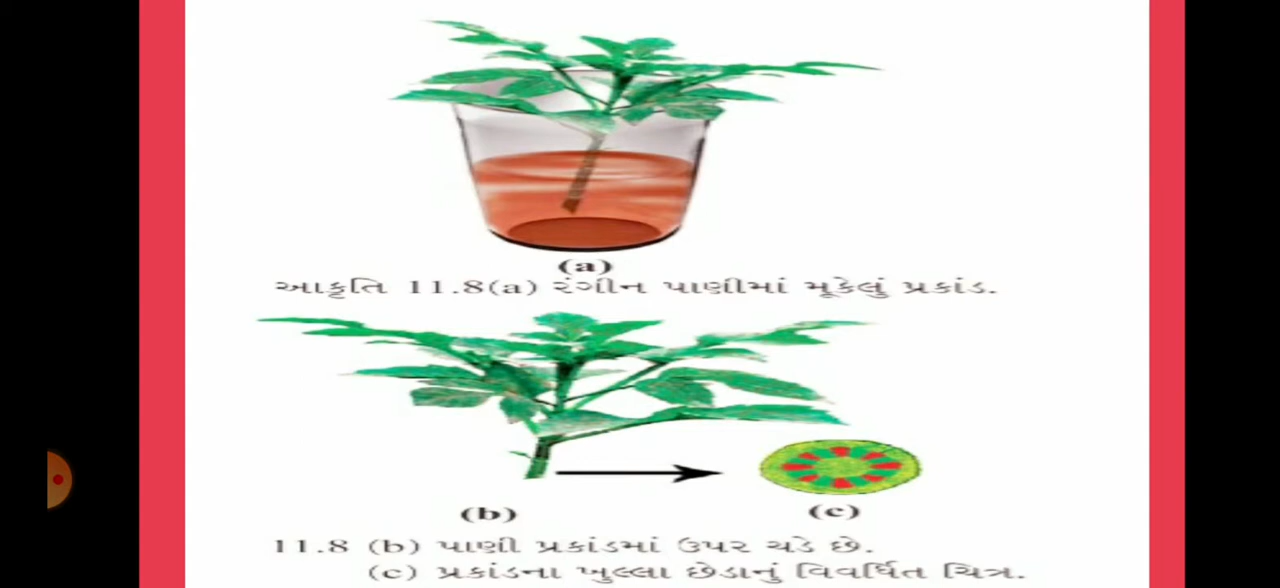 (a)
આકૃતિ 11.8(a) રંગીન પાણીમાં મૂકેલું પ્રકાંડ.
(b) (c)
11.8 (b) પાણી પ્રકાંડમાં ઉપર ચડે છે.
(c) પ્રકાંડના ખુલ્લા છેડાનું વિવર્ધિત ચિત્ર.